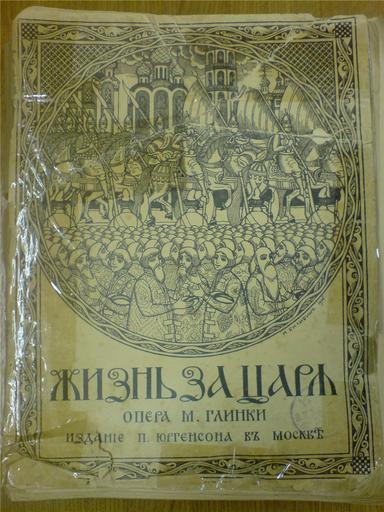 ЖИЗНЬ ЗА ЦАРЯ
ОПЕРА М. ГЛИНКИ
ИЗДАНІЕ П. ЮРГЕНСОНА ВЪ МОСКВѢ